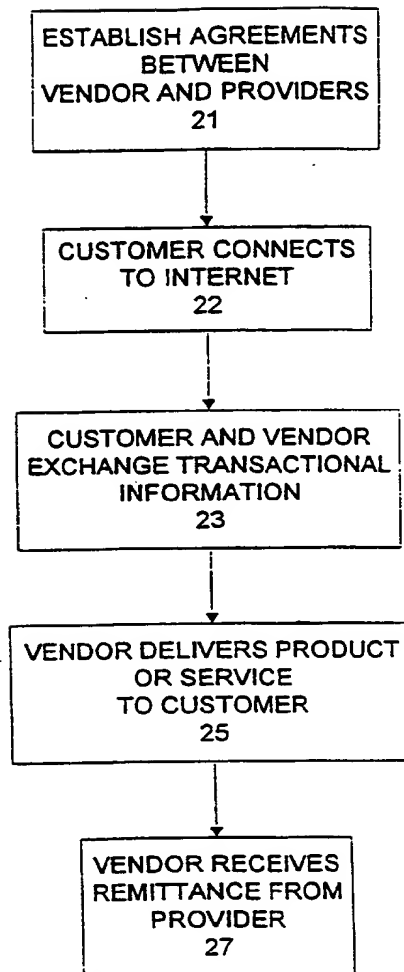 ESTABLISH AGREEMENTS
BETWEEN
VENDOR AND PROVIDERS
21
CUSTOMER CONNECTS
TO INTERNET
22
CUSTOMER AND VENDOR
EXCHANGE TRANSACTIONAL
INFORMATION
23
VENDOR DELIVERS PRODUCT
OR SERVICE
TO CUSTOMER
25
VENDOR RECEIVES
REMITTANCE FROM
PROVIDER
27